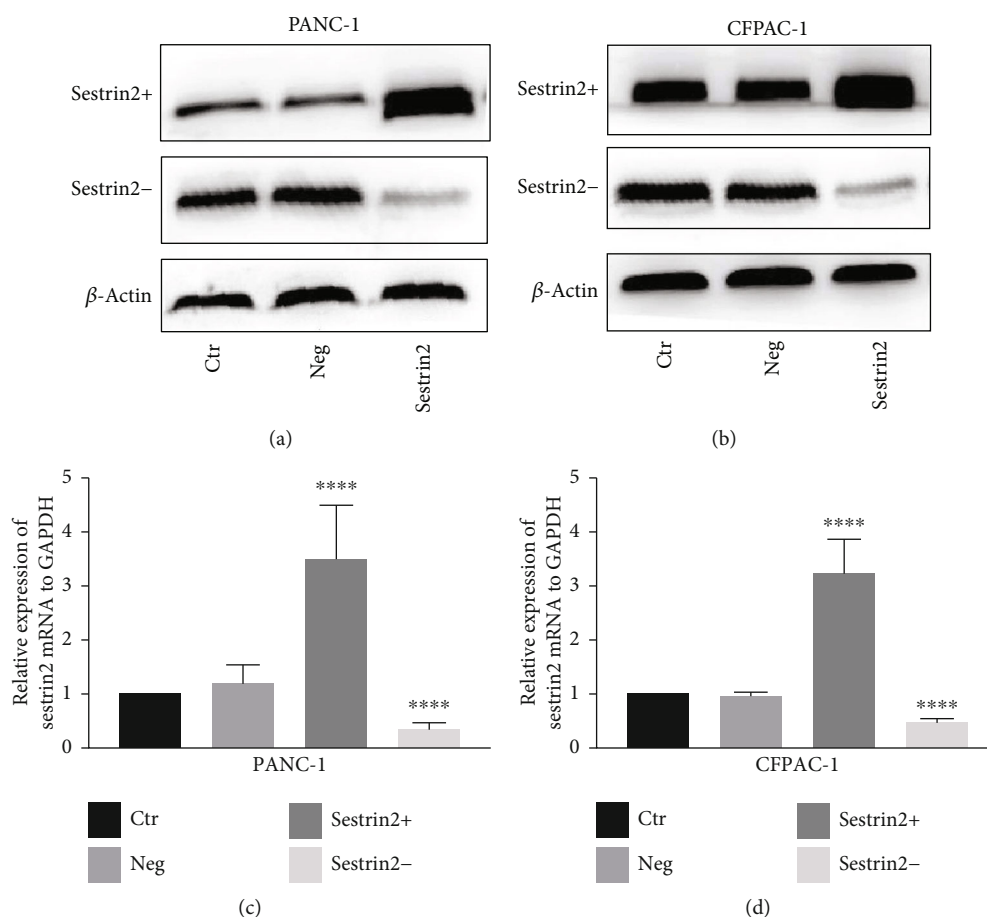 PANC-1
Sestrin2+
Sestrin2−
β-Actin
Ctr
Neg
Sestrin2
(a)
CFPAC-1
Sestrin2+
Sestrin2−
β-Actin
Ctr
Neg
Sestrin2
(b)
Relative expression of
sestrin2 mRNA to GAPDH
5
4
3
2
1
0
****
****
PANC-1
Ctr
Neg
Sestrin2+
Sestrin2−
(c)
Relative expression of
sestrin2 mRNA to GAPDH
5
4
3
2
1
0
****
****
CFPAC-1
Ctr
Neg
Sestrin2+
Sestrin2−
(d)